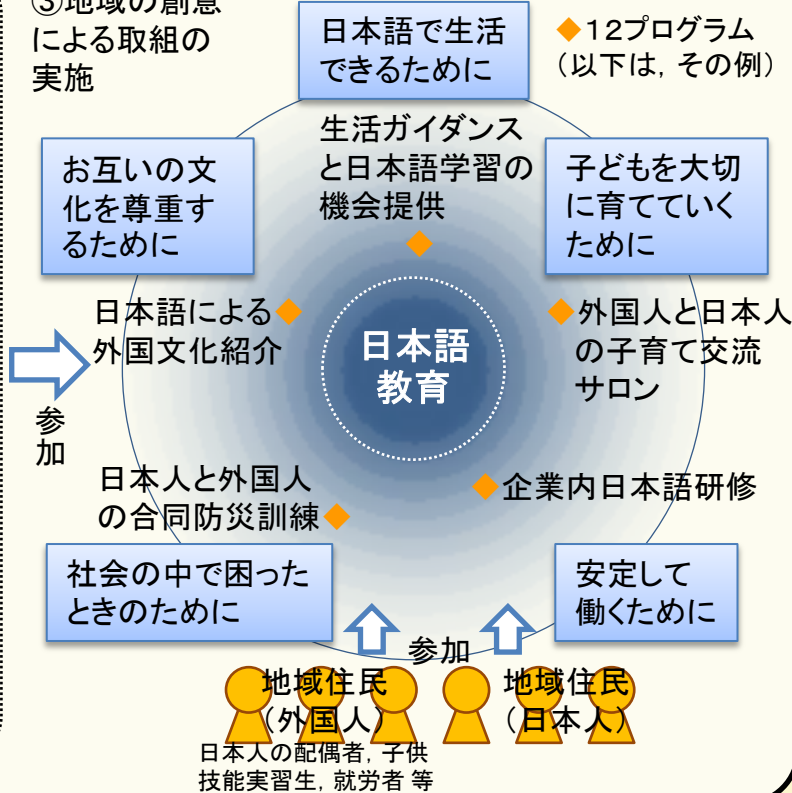 ③地域の創意
による取組の
実施
日本語で生活
できるために
◆12プログラム
（以下は，その例）
生活ガイダンス
と日本語学習の
機会提供
お互いの文
化を尊重す
るために
子どもを大切
に育てていく
ために
日本語による
外国文化紹介
外国人と日本人
の子育て交流
サロン
日本語
教育
参
加
日本人と外国人
の合同防災訓練
企業内日本語研修
社会の中で困った
ときのために
安定して
働くために
参加
地域住民
（外国人）
地域住民
（日本人）
日本人の配偶者，子供
技能実習生，就労者 等